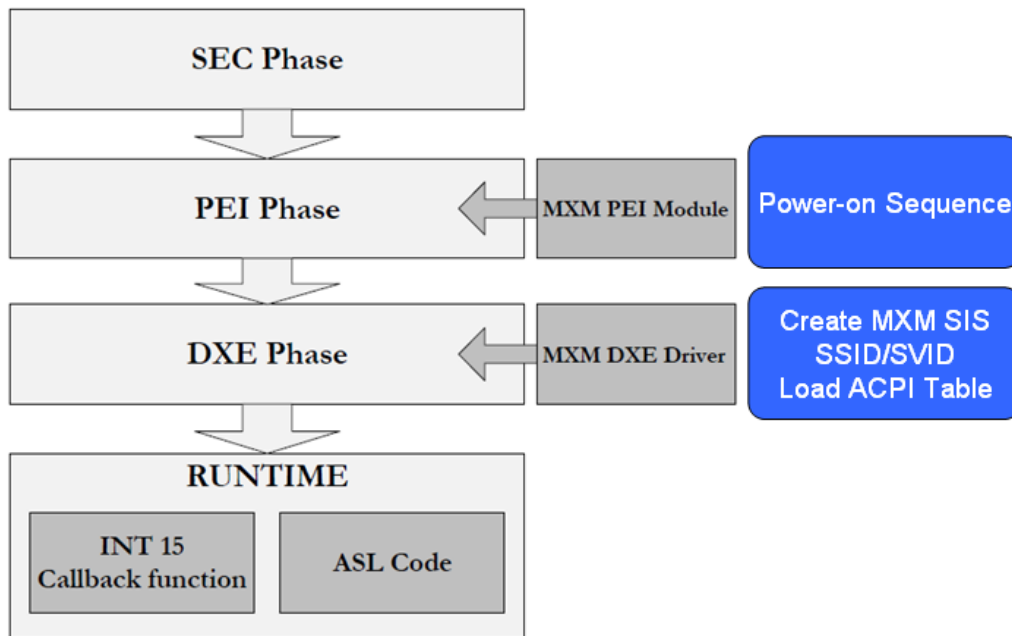 SEC Phase
PEI Phase
MXM PEI Module
Power-on Sequence
DXE Phase
MXM DXE Driver
Create MXM SIS
SSID/SVID
Load ACPI Table
RUNTIME
INT 15
Callback function
ASL Code